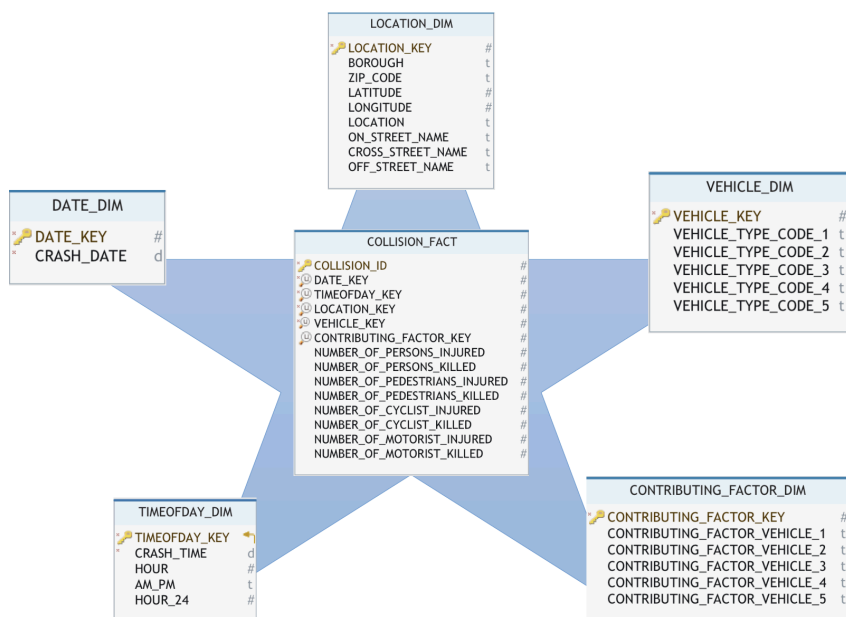 LOCATION_DIM
LOCATION_KEY #
BOROUGH t
ZIP_CODE t
LATITUDE #
LONGITUDE #
LOCATION t
ON_STREET_NAME t
CROSS_STREET_NAME t
OFF_STREET_NAME t
DATE_DIM
DATE_KEY #
CRASH_DATE d
COLLISION_FACT
COLLISION_ID #
DATE_KEY #
TIMEOFDAY_KEY #
LOCATION_KEY #
VEHICLE_KEY #
CONTRIBUTING_FACTOR_KEY #
NUMBER_OF_PERSONS_INJURED #
NUMBER_OF_PERSONS_KILLED #
NUMBER_OF_PEDESTRIANS_INJURED #
NUMBER_OF_PEDESTRIANS_KILLED #
NUMBER_OF_CYCLIST_INJURED #
NUMBER_OF_CYCLIST_KILLED #
NUMBER_OF_MOTORIST_INJURED #
NUMBER_OF_MOTORIST_KILLED #
VEHICLE_DIM
VEHICLE_KEY #
VEHICLE_TYPE_CODE_1 t
VEHICLE_TYPE_CODE_2 t
VEHICLE_TYPE_CODE_3 t
VEHICLE_TYPE_CODE_4 t
VEHICLE_TYPE_CODE_5 t
TIMEOFDAY_DIM
TIMEOFDAY_KEY
CRASH_TIME d
HOUR #
AM_PM t
HOUR_24 #
CONTRIBUTING_FACTOR_DIM
CONTRIBUTING_FACTOR_KEY #
CONTRIBUTING_FACTOR_VEHICLE_1 t
CONTRIBUTING_FACTOR_VEHICLE_2 t
CONTRIBUTING_FACTOR_VEHICLE_3 t
CONTRIBUTING_FACTOR_VEHICLE_4 t
CONTRIBUTING_FACTOR_VEHICLE_5 t